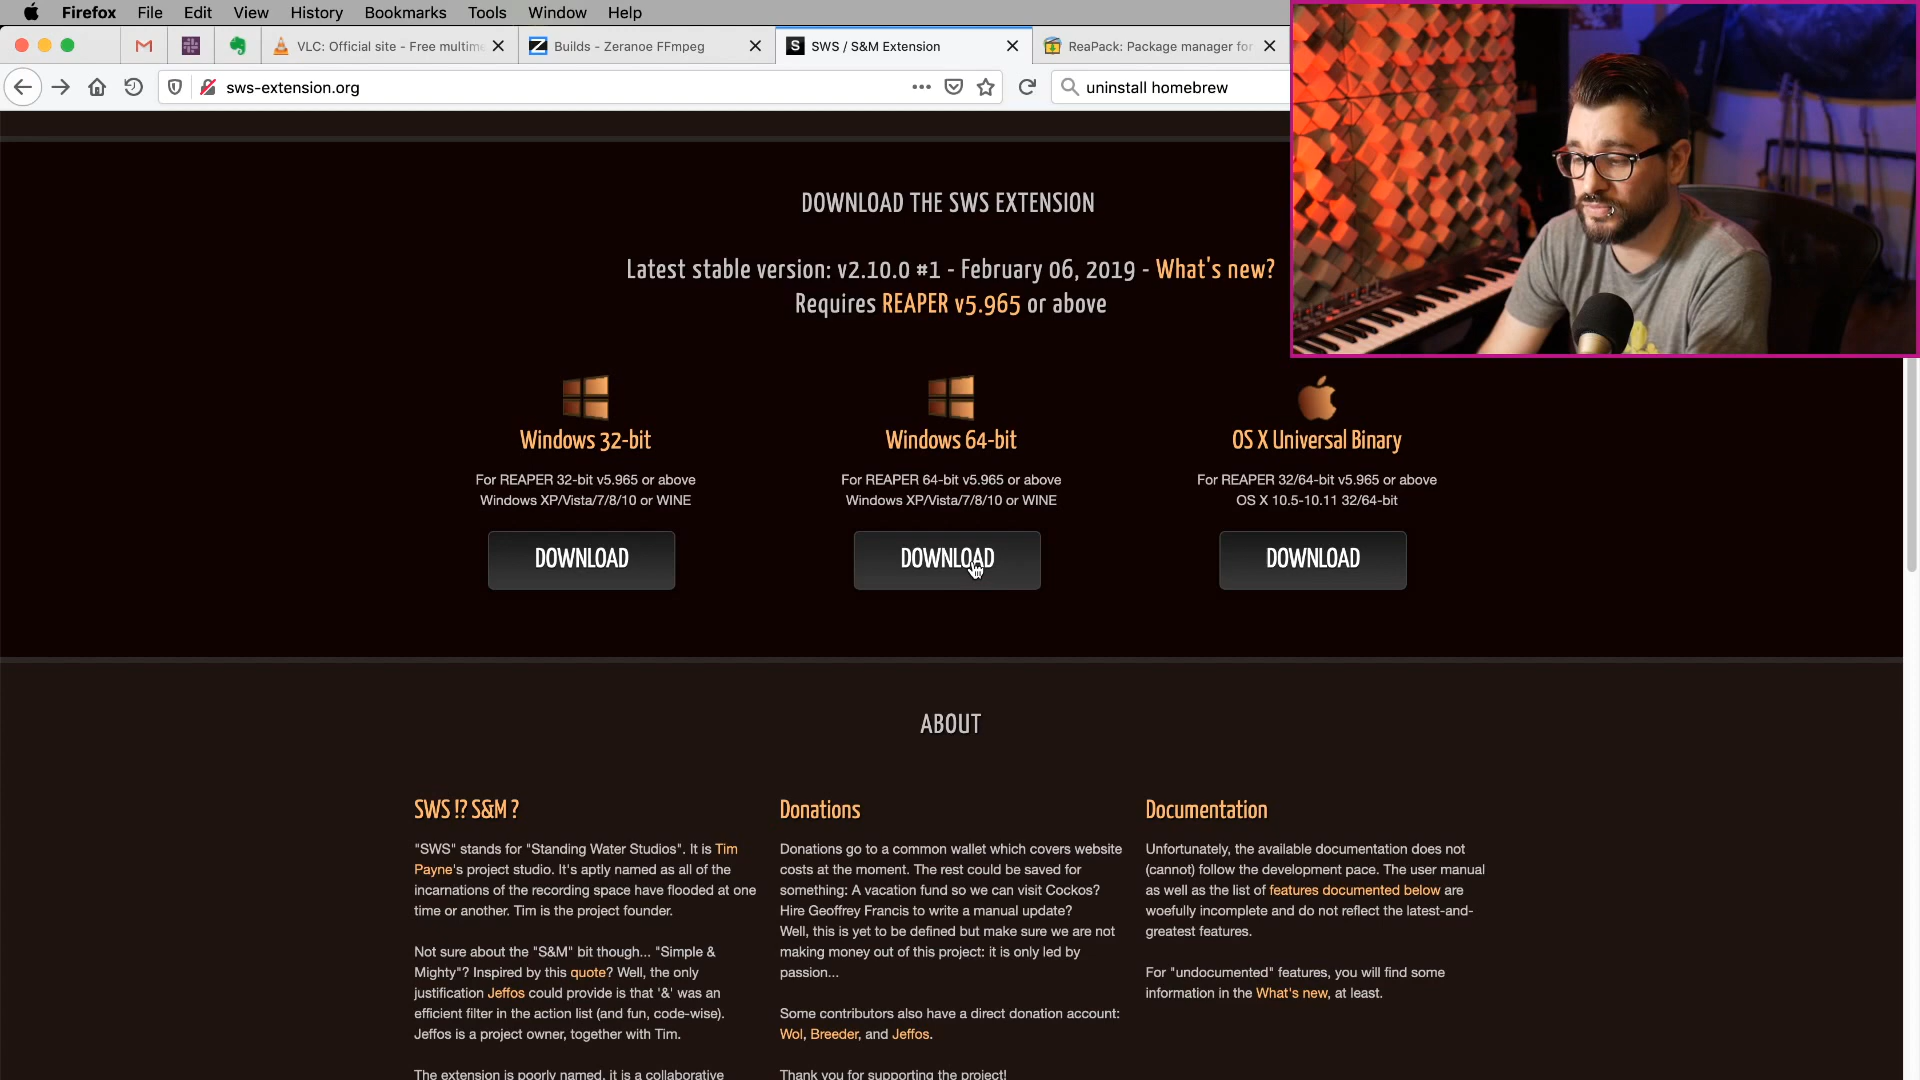 Firefox File Edit View History Bookmarks Tools Window Help
VLC: Official site - Free multime
Builds - Zeranoe FFmpeg
S SWS / S&M Extension
ReaPack: Package manager for
sws-extension.org
uninstall homebrew
DOWNLOAD THE SWS EXTENSION
Latest stable version: v2.10.0 #1 - February 06, 2019 - What's new?
Requires REAPER v5.965 or above
Windows 32-bit
For REAPER 32-bit v5.965 or above
Windows XP/Vista/7/8/10 or WINE
DOWNLOAD
Windows 64-bit
For REAPER 64-bit v5.965 or above
Windows XP/Vista/7/8/10 or WINE
DOWNLOAD
OS X Universal Binary
For REAPER 32/64-bit v5.965 or above
OS X 10.5-10.11 32/64-bit
DOWNLOAD
ABOUT
SWS !? S&M ?
"SWS" stands for "Standing Water Studios". It is Tim
Payne's project studio. It's aptly named as all of the
incarnations of the recording space have flooded at one
time or another. Tim is the project founder.
Not sure about the "S&M" bit though... "Simple &
Mighty"? Inspired by this quote? Well, the only
justification Jeffos could provide is that '&' was an
efficient filter in the action list (and fun, code-wise).
Jeffos is a project owner, together with Tim.
The extension is poorly named, it is a collaborative
Donations
Donations go to a common wallet which covers website
costs at the moment. The rest could be saved for
something: A vacation fund so we can visit Cockos?
Hire Geoffrey Francis to write a manual update?
Well, this is yet to be defined but make sure we are not
making money out of this project: it is only led by
passion...
Some contributors also have a direct donation account:
Wol, Breeder, and Jeffos.
Thank you for supporting the project!
Documentation
Unfortunately, the available documentation does not
(cannot) follow the development pace. The user manual
as well as the list of features documented below are
woefully incomplete and do not reflect the latest-and-
greatest features.
For "undocumented" features, you will find some
information in the What's new, at least.